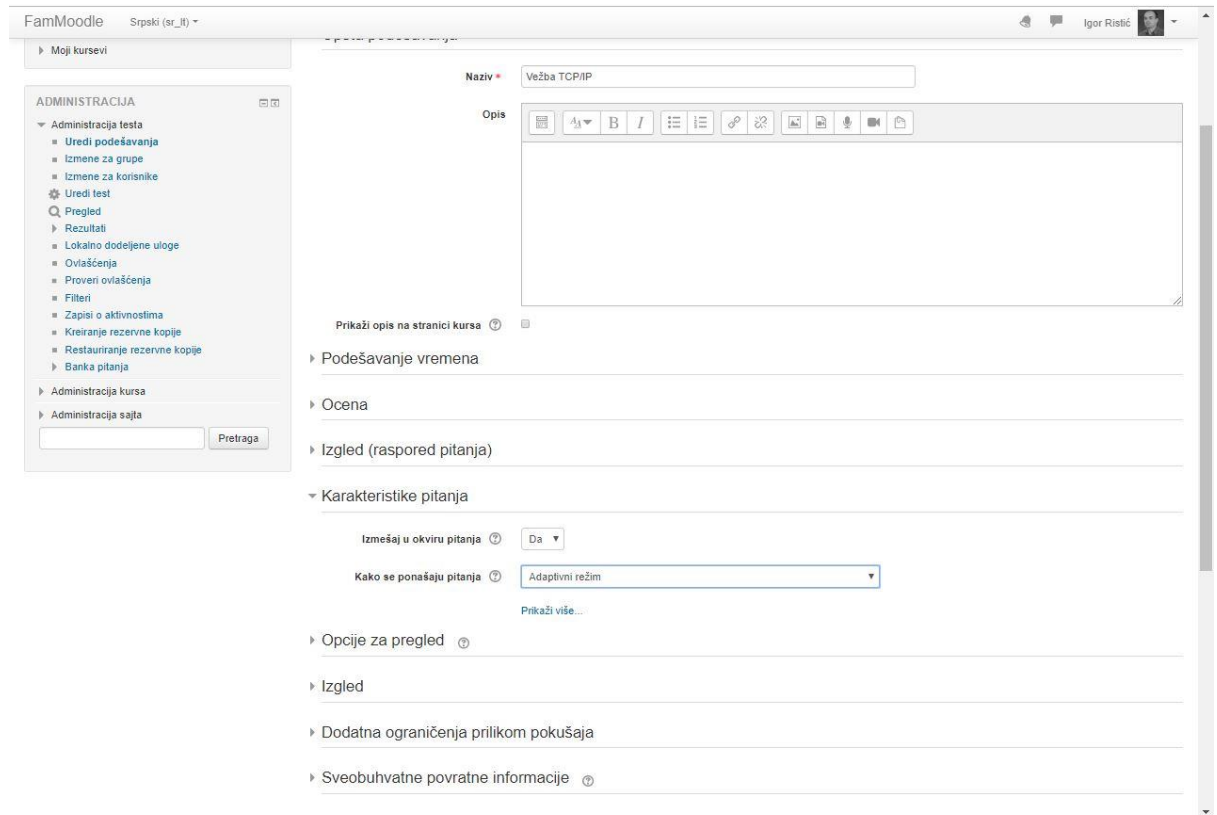 FamMoodle Srpski (sr_lt) Igor Ristić
Moji kursevi
ADMINISTRACIJA
Administracija testa
Uredi podešavanja
Izmene za grupe
Izmene za korisnike
Uredi test
Pregled
Rezultati
Lokalno dodeljene uloge
Ovlašćenja
Proveri ovlašćenja
Filteri
Zapisi o aktivnostima
Kreiranje rezervne kopije
Restauriranje rezervne kopije
Banka pitanja
Administracija kursa
Administracija sajta
Pretraga
Naziv * Vežba TCP/IP
Opis
Prikaži opis na stranici kursa
Podešavanje vremena
Ocena
Izgled (raspored pitanja)
Karakteristike pitanja
Izmešaj u okviru pitanja Da
Kako se ponašaju pitanja Adaptivni režim
Prikaži više...
Opcije za pregled
Izgled
Dodatna ograničenja prilikom pokušaja
Sveobuhvatne povratne informacije